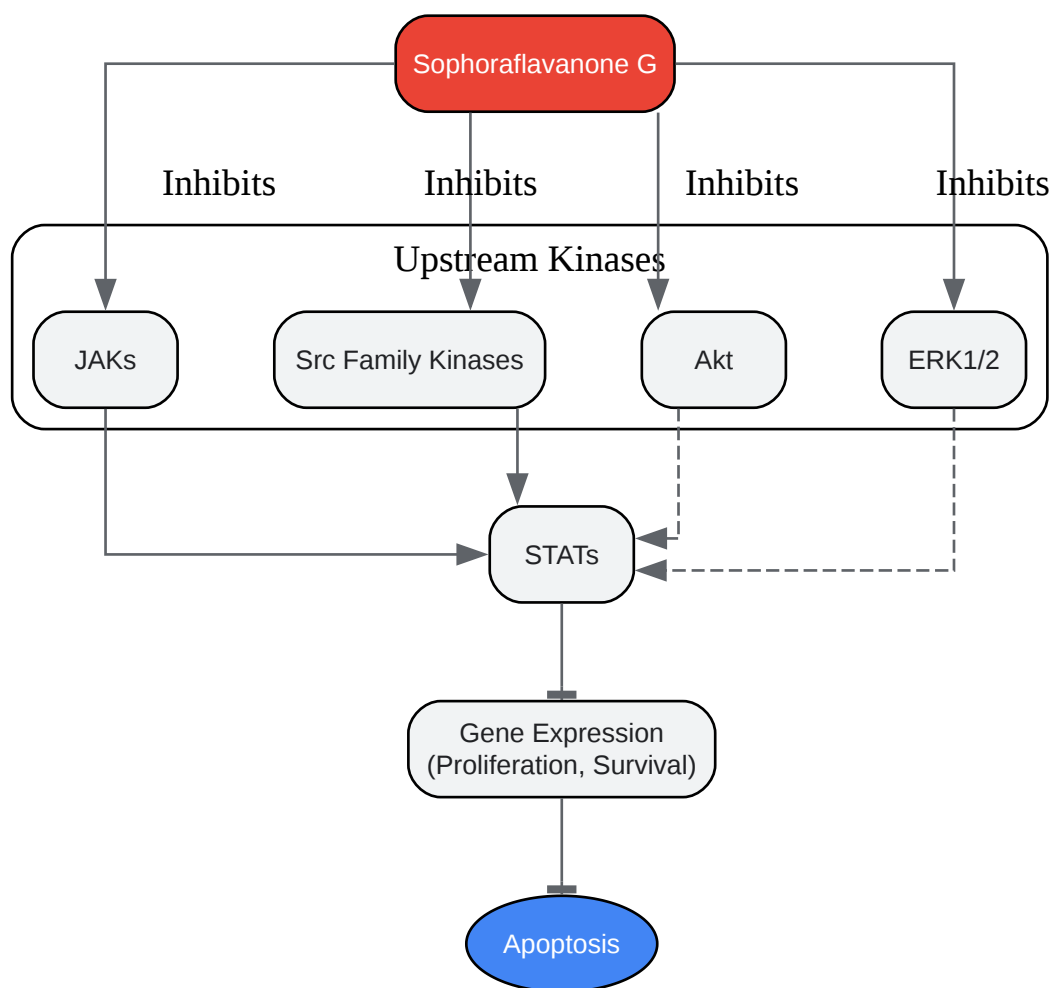 Sophoraflavanone G
Inhibits
Inhibits
Inhibits
Inhibits
Upstream Kinases
JAKs
Src Family Kinases
Akt
ERK1/2
STATs
Gene Expression
(Proliferation, Survival)
Apoptosis